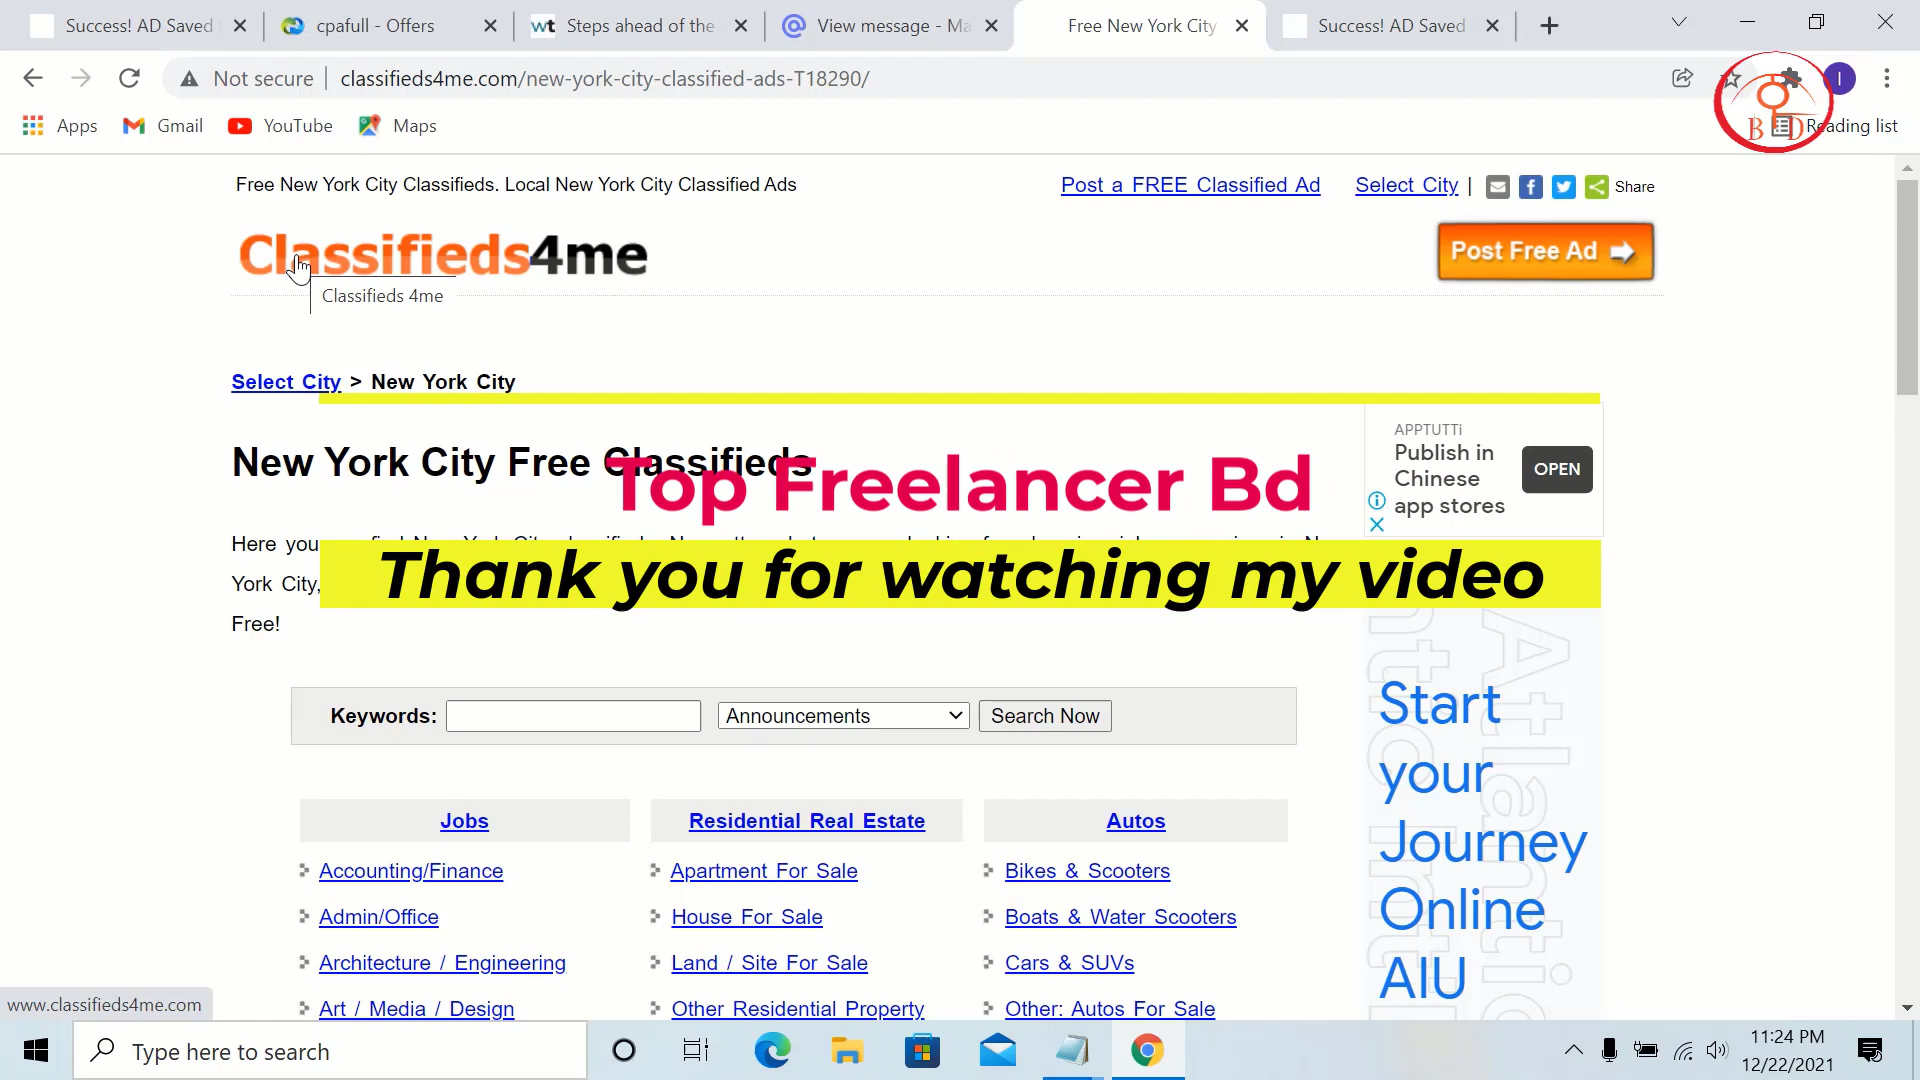 Success! AD Saved
cpafull - Offers
Steps ahead of the
View message - Ma
Free New York City
Success! AD Saved
Not secure
classifieds4me.com/new-york-city-classified-ads-T18290/
I
Apps
Gmail
YouTube
Maps
B D
Reading list
Free New York City Classifieds. Local New York City Classified Ads
Post a FREE Classified Ad
Select City |
Share
Classifieds4me
Post Free Ad
Classifieds 4me
Select City > New York City
New York City Free Classifieds
Top Freelancer Bd
APPTUTTi
Publish in
Chinese
app stores
OPEN
Here you
Thank you for watching my video
York City,
Free!
Keywords:
Announcements
Search Now
Jobs
Residential Real Estate
Autos
Accounting/Finance
Apartment For Sale
Bikes & Scooters
Admin/Office
House For Sale
Boats & Water Scooters
Architecture / Engineering
Land / Site For Sale
Cars & SUVs
Art / Media / Design
Other Residential Property
Other: Autos For Sale
Atlantic Int
Start
your
Journey
Online
AIU
www.classifieds4me.com
Type here to search
11:24 PM
12/22/2021